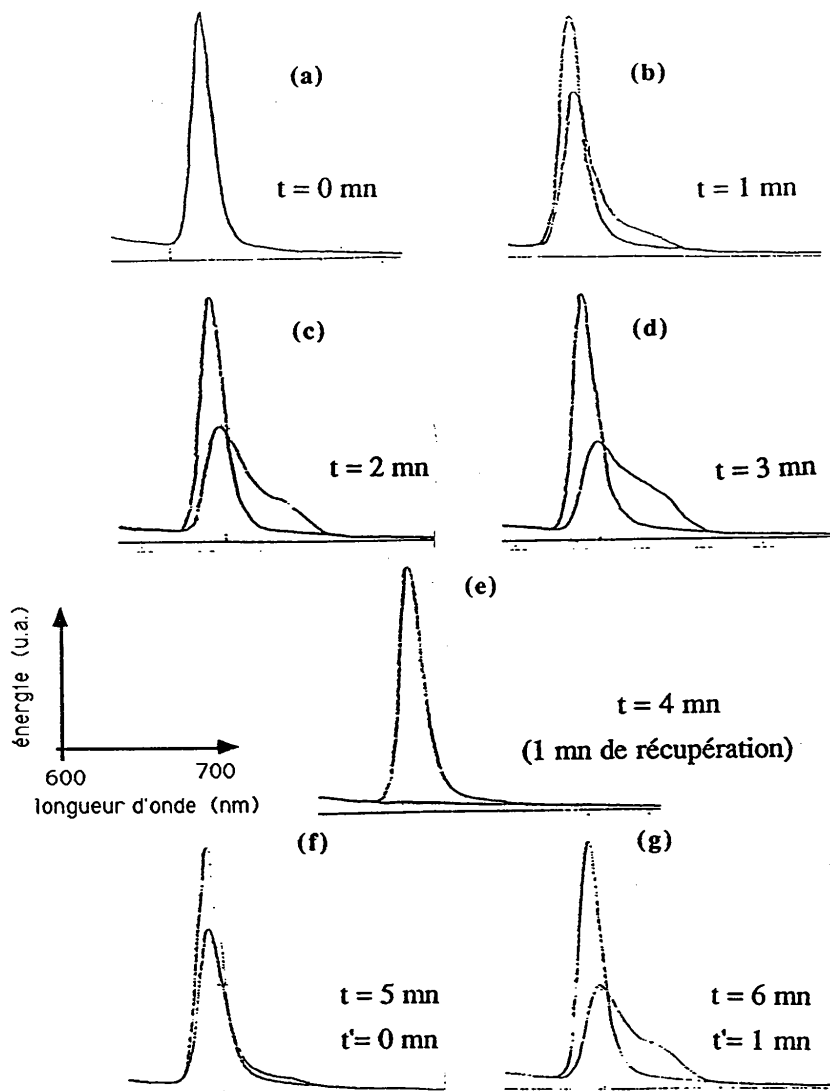 (a)
t = 0 mn
(b)
t = 1 mn
(c)
t = 2 mn
(d)
t = 3 mn
(e)
t = 4 mn
(1 mn de récupération)
énergie (u.a.)
600
700
longueur d'onde (nm)
(f)
t = 5 mn
t'= 0 mn
(g)
t = 6 mn
t'= 1 mn